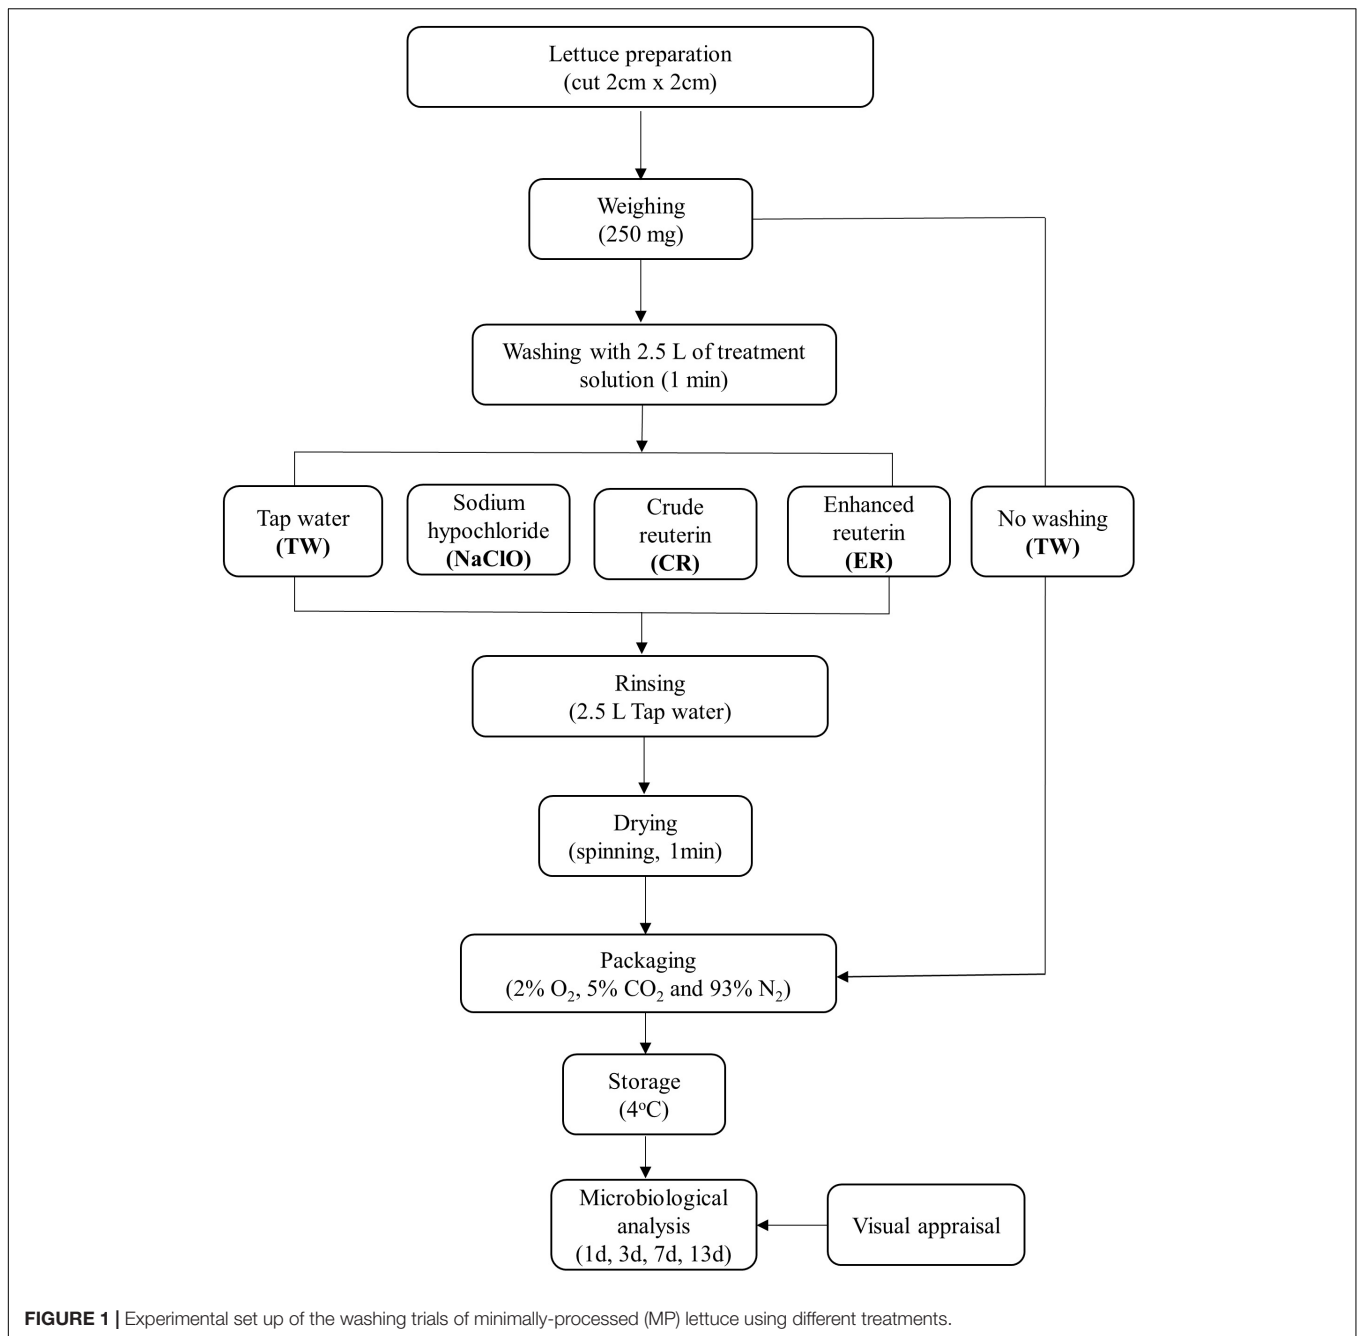 Lettuce preparation
(cut 2cm x 2cm)
Weighing
(250 mg)
Washing with 2.5 L of treatment
solution (1 min)
Tap water
(TW)
Sodium
hypochloride
(NaClO)
Crude
reuterin
(CR)
Enhanced
reuterin
(ER)
No washing
(TW)
Rinsing
(2.5 L Tap water)
Drying
(spinning, 1min)
Packaging
(2% O₂, 5% CO₂ and 93% N₂)
Storage
(4ºC)
Microbiological
analysis
(1d, 3d, 7d, 13d)
Visual appraisal
FIGURE 1 | Experimental set up of the washing trials of minimally-processed (MP) lettuce using different treatments.